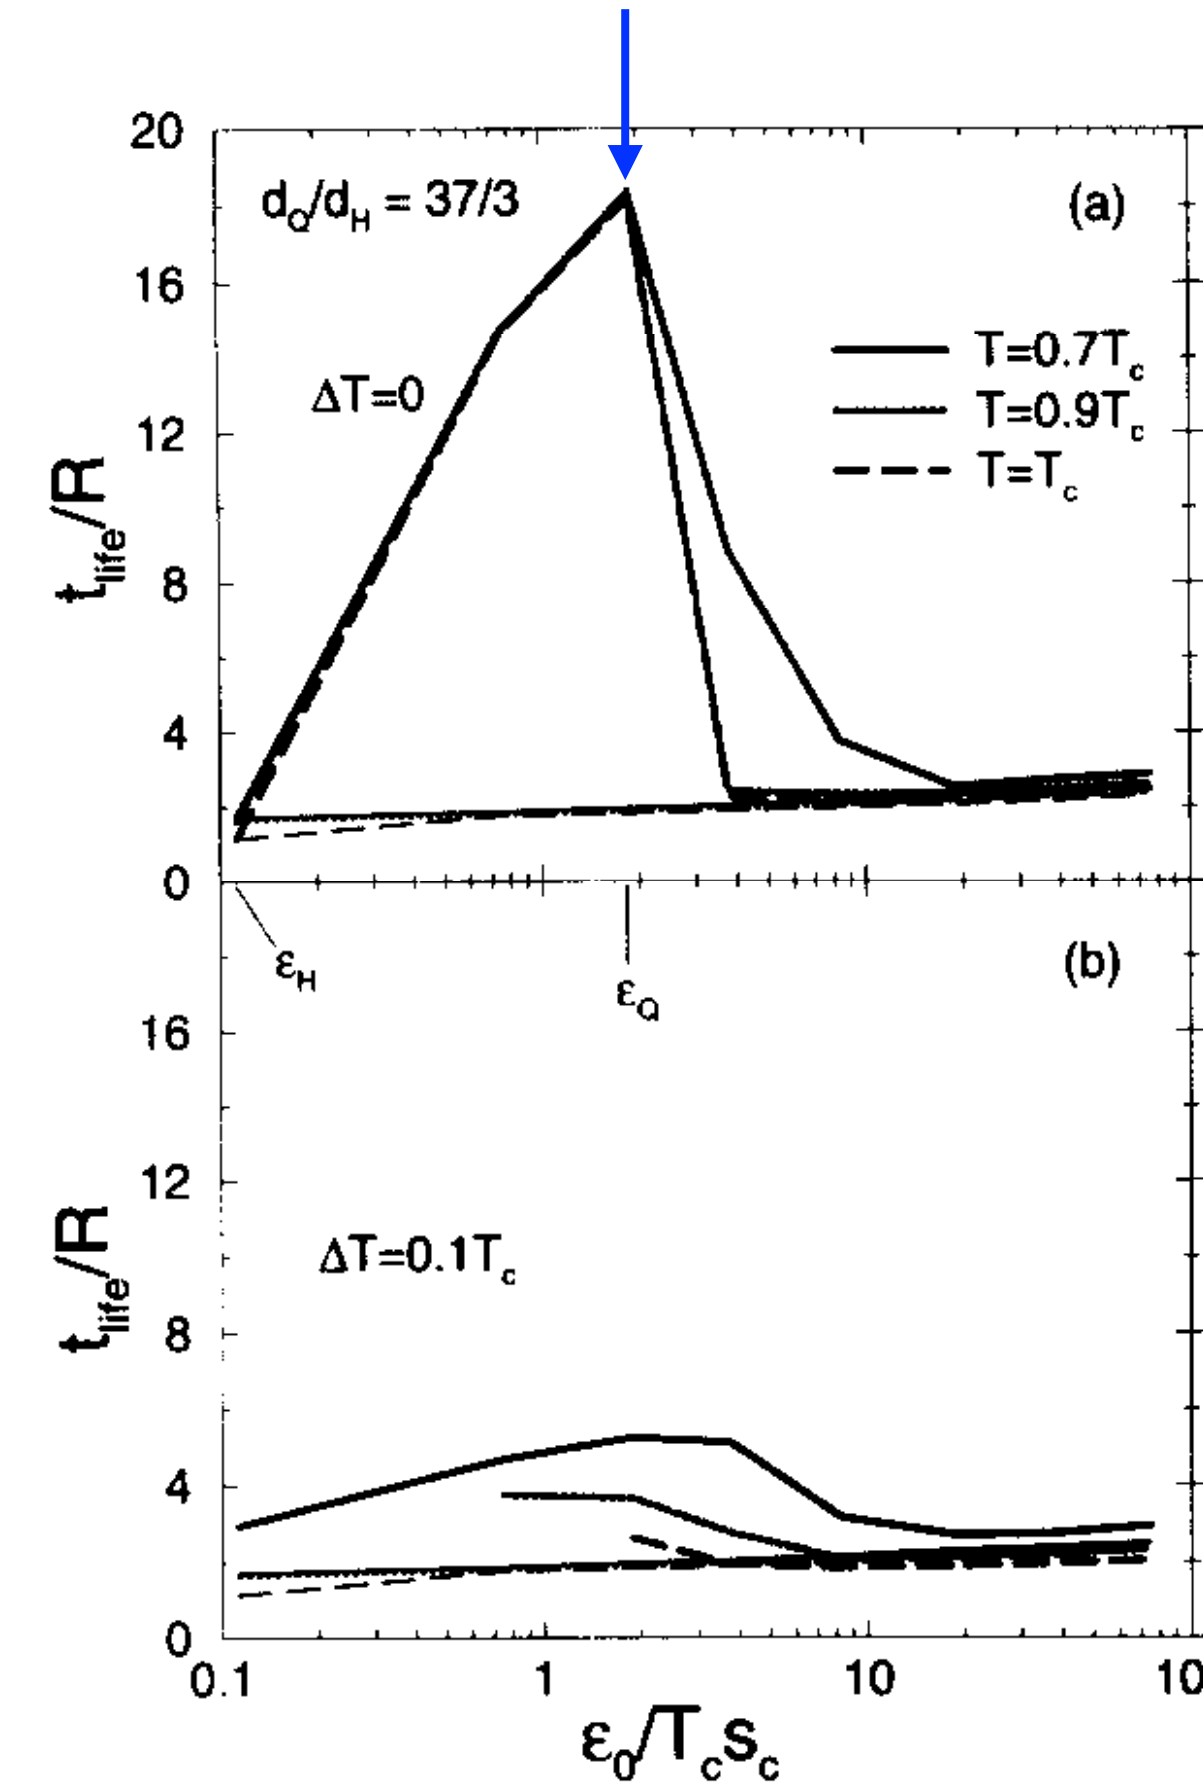 20
d_Q/d_H = 37/3
(a)
16
T=0.7T_c
ΔT=0
T=0.9T_c
12
T=T_c
t_life/R
8
4
0
ε_H
ε_Q
(b)
16
12
ΔT=0.1T_c
t_life/R
8
4
0
0.1
1
10
10
ε_0/T_c s_c